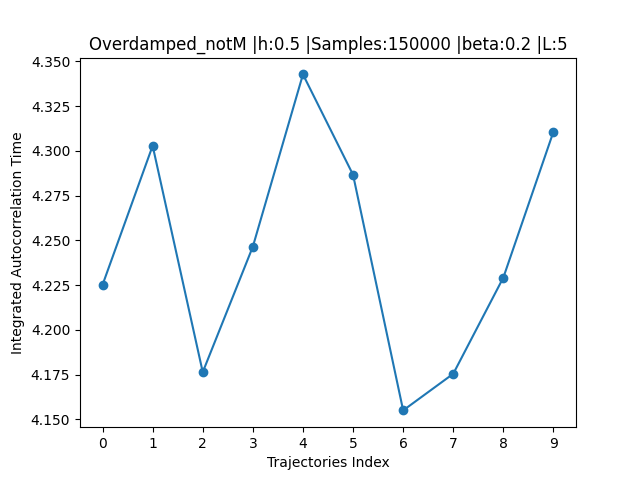 Overdamped_notM |h:0.5 |Samples:150000 |beta:0.2 |L:5
4.350
4.325
4.300
4.275
4.250
4.225
4.200
4.175
4.150
Integrated Autocorrelation Time
0 1 2 3 4 5 6 7 8 9
Trajectories Index